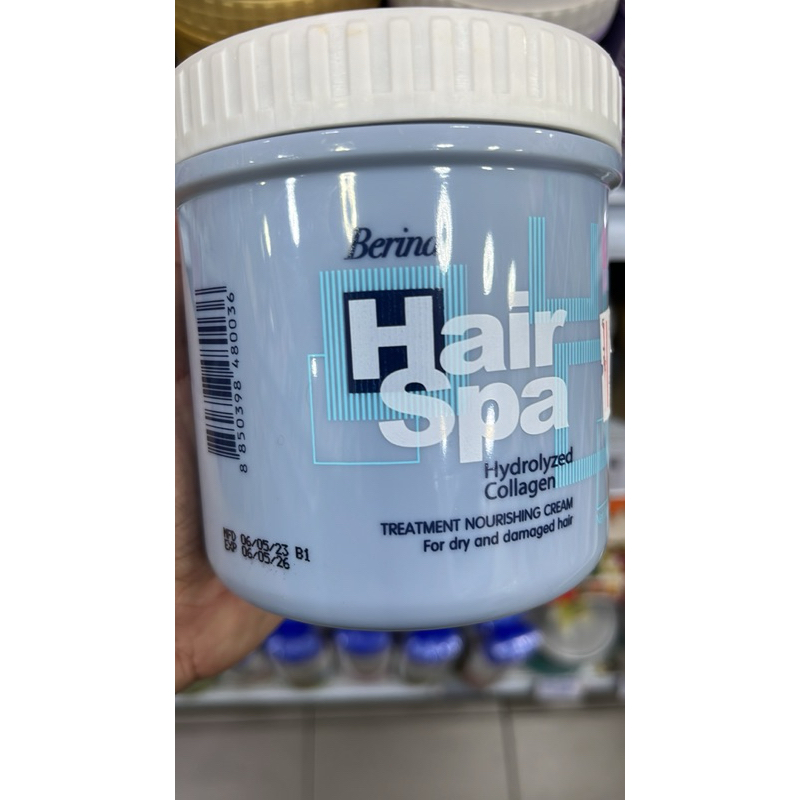 Berina
Hair
Spa
Hydrolyzed
Collagen
TREATMENT NOURISHING CREAM
For dry and damaged hair
8 850398 480036
MFD 06/05/23 B1
EXP 06/05/26